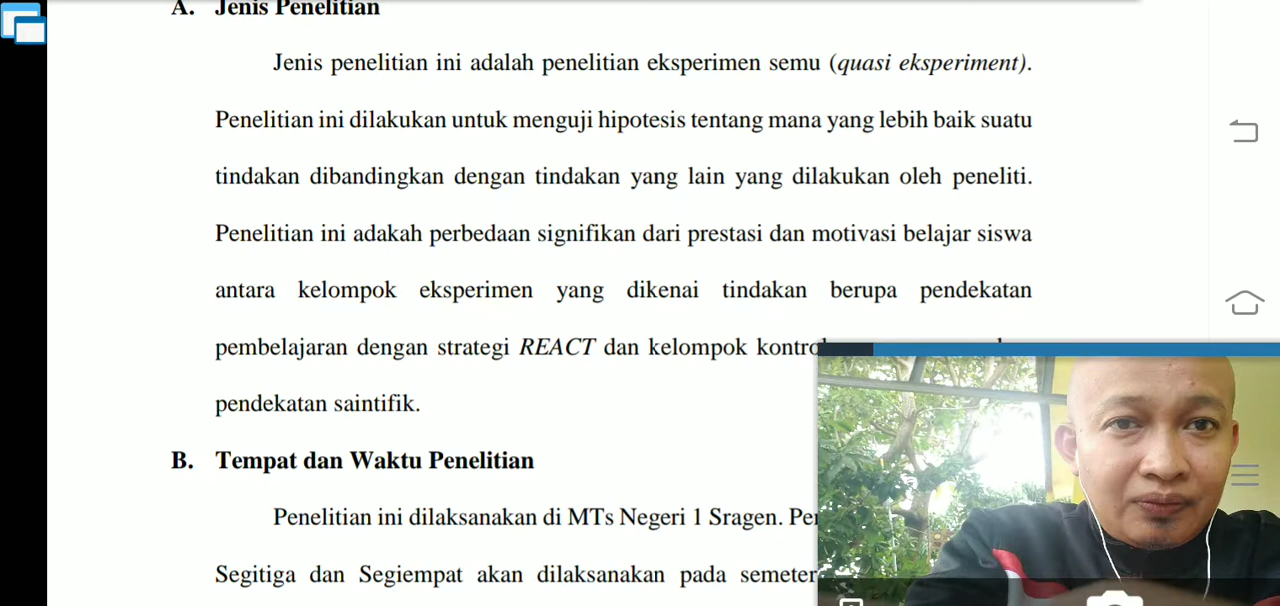 A. Jenis Penelitian
Jenis penelitian ini adalah penelitian eksperimen semu (quasi eksperiment).
Penelitian ini dilakukan untuk menguji hipotesis tentang mana yang lebih baik suatu
tindakan dibandingkan dengan tindakan yang lain yang dilakukan oleh peneliti.
Penelitian ini adakah perbedaan signifikan dari prestasi dan motivasi belajar siswa
antara kelompok eksperimen yang dikenai tindakan berupa pendekatan
pembelajaran dengan strategi REACT dan kelompok
pendekatan saintifik.
B. Tempat dan Waktu Penelitian
Penelitian ini dilaksanakan di MTs Negeri 1 Sragen.
Segitiga dan Segiempat akan dilaksanakan pada